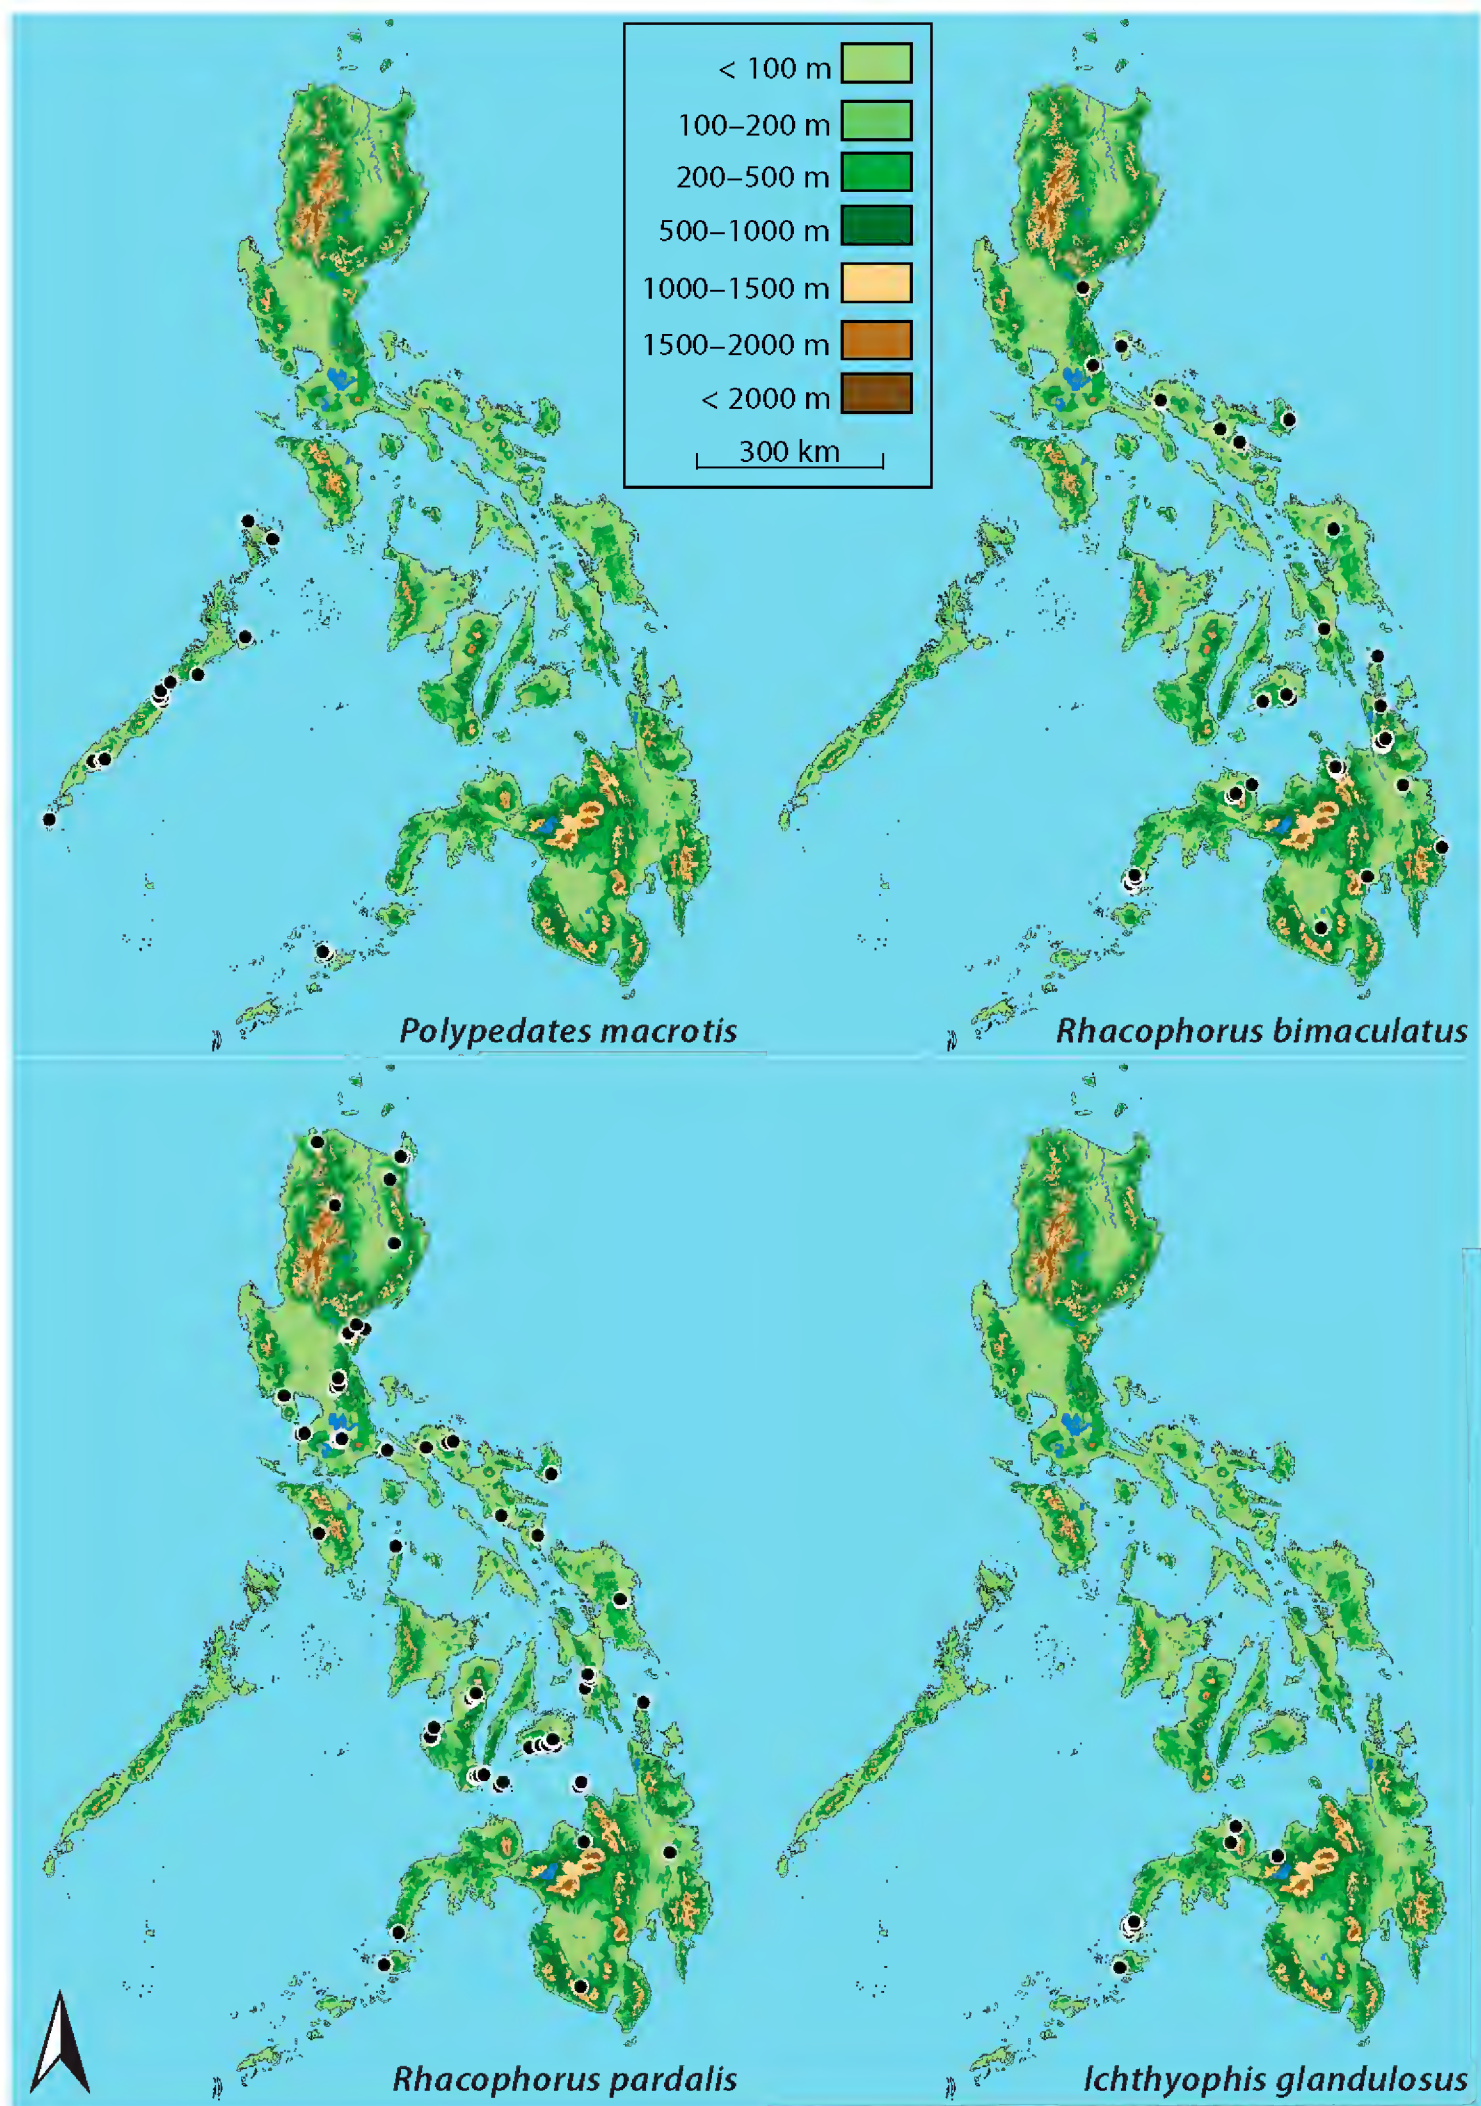 < 100 m
100–200 m
200–500 m
500–1000 m
1000–1500 m
1500–2000 m
< 2000 m
300 km
Polypedates macrotis
Rhacophorus bimaculatus
Rhacophorus pardalis
Ichthyophis glandulosus